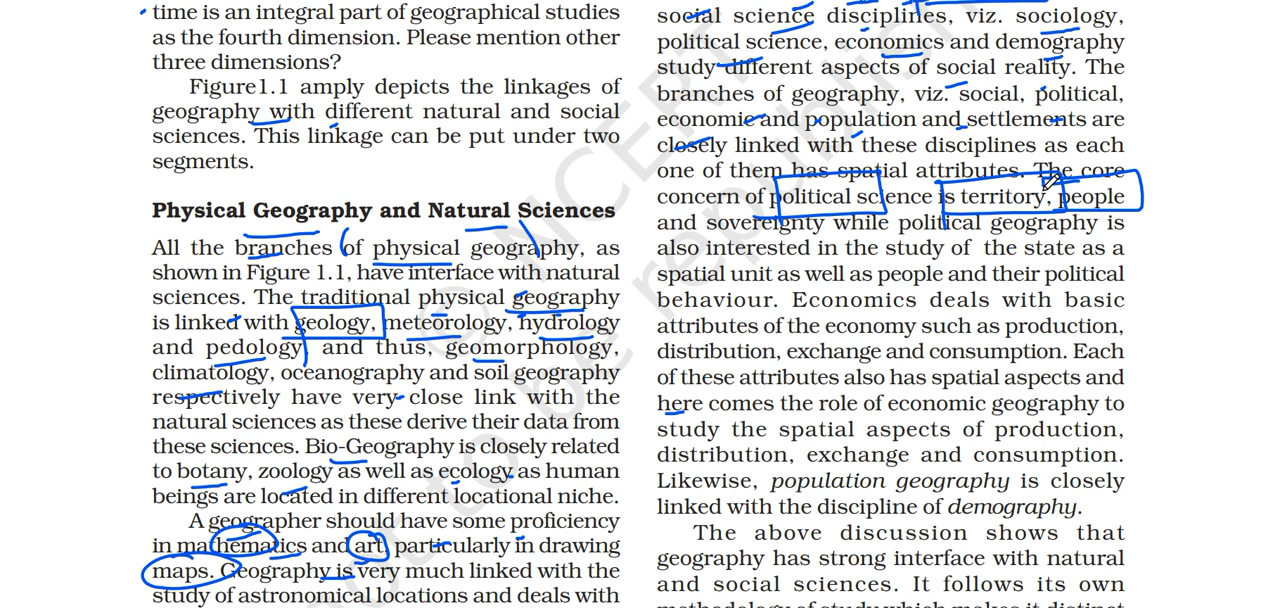 time is an integral part of geographical studies
as the fourth dimension. Please mention other
three dimensions?
Figure1.1 amply depicts the linkages of
geography with different natural and social
sciences. This linkage can be put under two
segments.
Physical Geography and Natural Sciences
All the branches of physical geography, as
shown in Figure 1.1, have interface with natural
sciences. The traditional physical geography
is linked with geology, meteorology, hydrology
and pedology, and thus, geomorphology,
climatology, oceanography and soil geography
respectively have very close link with the
natural sciences as these derive their data from
these sciences. Bio-Geography is closely related
to botany, zoology as well as ecology as human
beings are located in different locational niche.
A geographer should have some proficiency
in mathematics and art, particularly in drawing
maps. Geography is very much linked with the
study of astronomical locations and deals with
social science disciplines, viz. sociology,
political science, economics and demography
study different aspects of social reality. The
branches of geography, viz. social, political,
economic and population and settlements are
closely linked with these disciplines as each
one of them has spatial attributes. The core
concern of political science is territory, people
and sovereignty while political geography is
also interested in the study of the state as a
spatial unit as well as people and their political
behaviour. Economics deals with basic
attributes of the economy such as production,
distribution, exchange and consumption. Each
of these attributes also has spatial aspects and
here comes the role of economic geography to
study the spatial aspects of production,
distribution, exchange and consumption.
Likewise, population geography is closely
linked with the discipline of demography.
The above discussion shows that
geography has strong interface with natural
and social sciences. It follows its own
methodology of study which makes it distinct
© NCERT
not to be republished